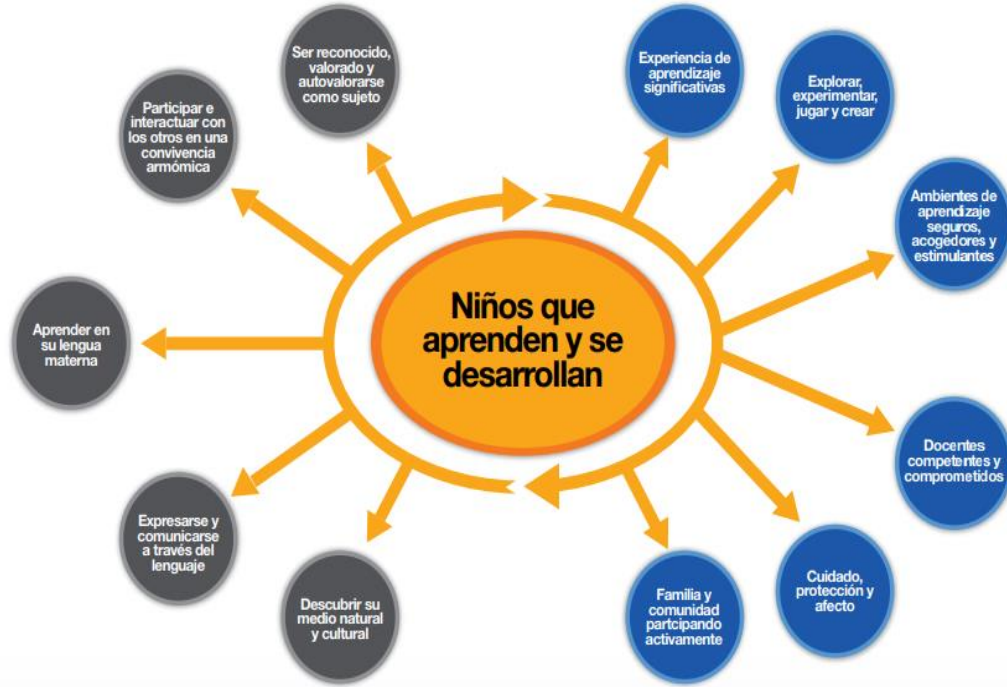 Ser reconocido,
valorado y
autovalorarse
como sujeto
Experiencia de
aprendizaje
significativas
Participar e
interactuar con
los otros en una
convivencia
armómica
Explorar,
experimentar,
jugar y crear
Ambientes de
aprendizaje
seguros,
acogedores y
estimulantes
Niños que
aprenden y se
desarrollan
Aprender en
su lengua
materna
Docentes
competentes y
comprometidos
Expresarse y
comunicarse
a través del
lenguaje
Descubrir su
medio natural
y cultural
Familia y
comunidad
partcipando
activamente
Cuidado,
protección y
afecto